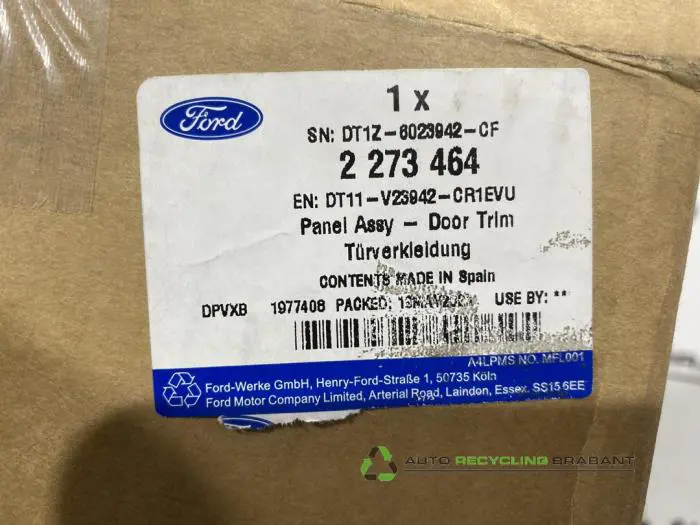 Ford
1 x
SN: DT1Z-6023942-CF
2 273 464
EN: DT11-V23942-CR1EVU
Panel Assy - Door Trim
Türverkleidung
CONTENTS MADE IN Spain
DPVXB 1977408 PACKED: USE BY: **
A4LPMS NO. MFL001
Ford-Werke GmbH, Henry-Ford-Straße 1, 50735 Köln
Ford Motor Company Limited, Arterial Road, Laindon, Essex. SS15 6EE
AUTO RECYCLING BRABANT